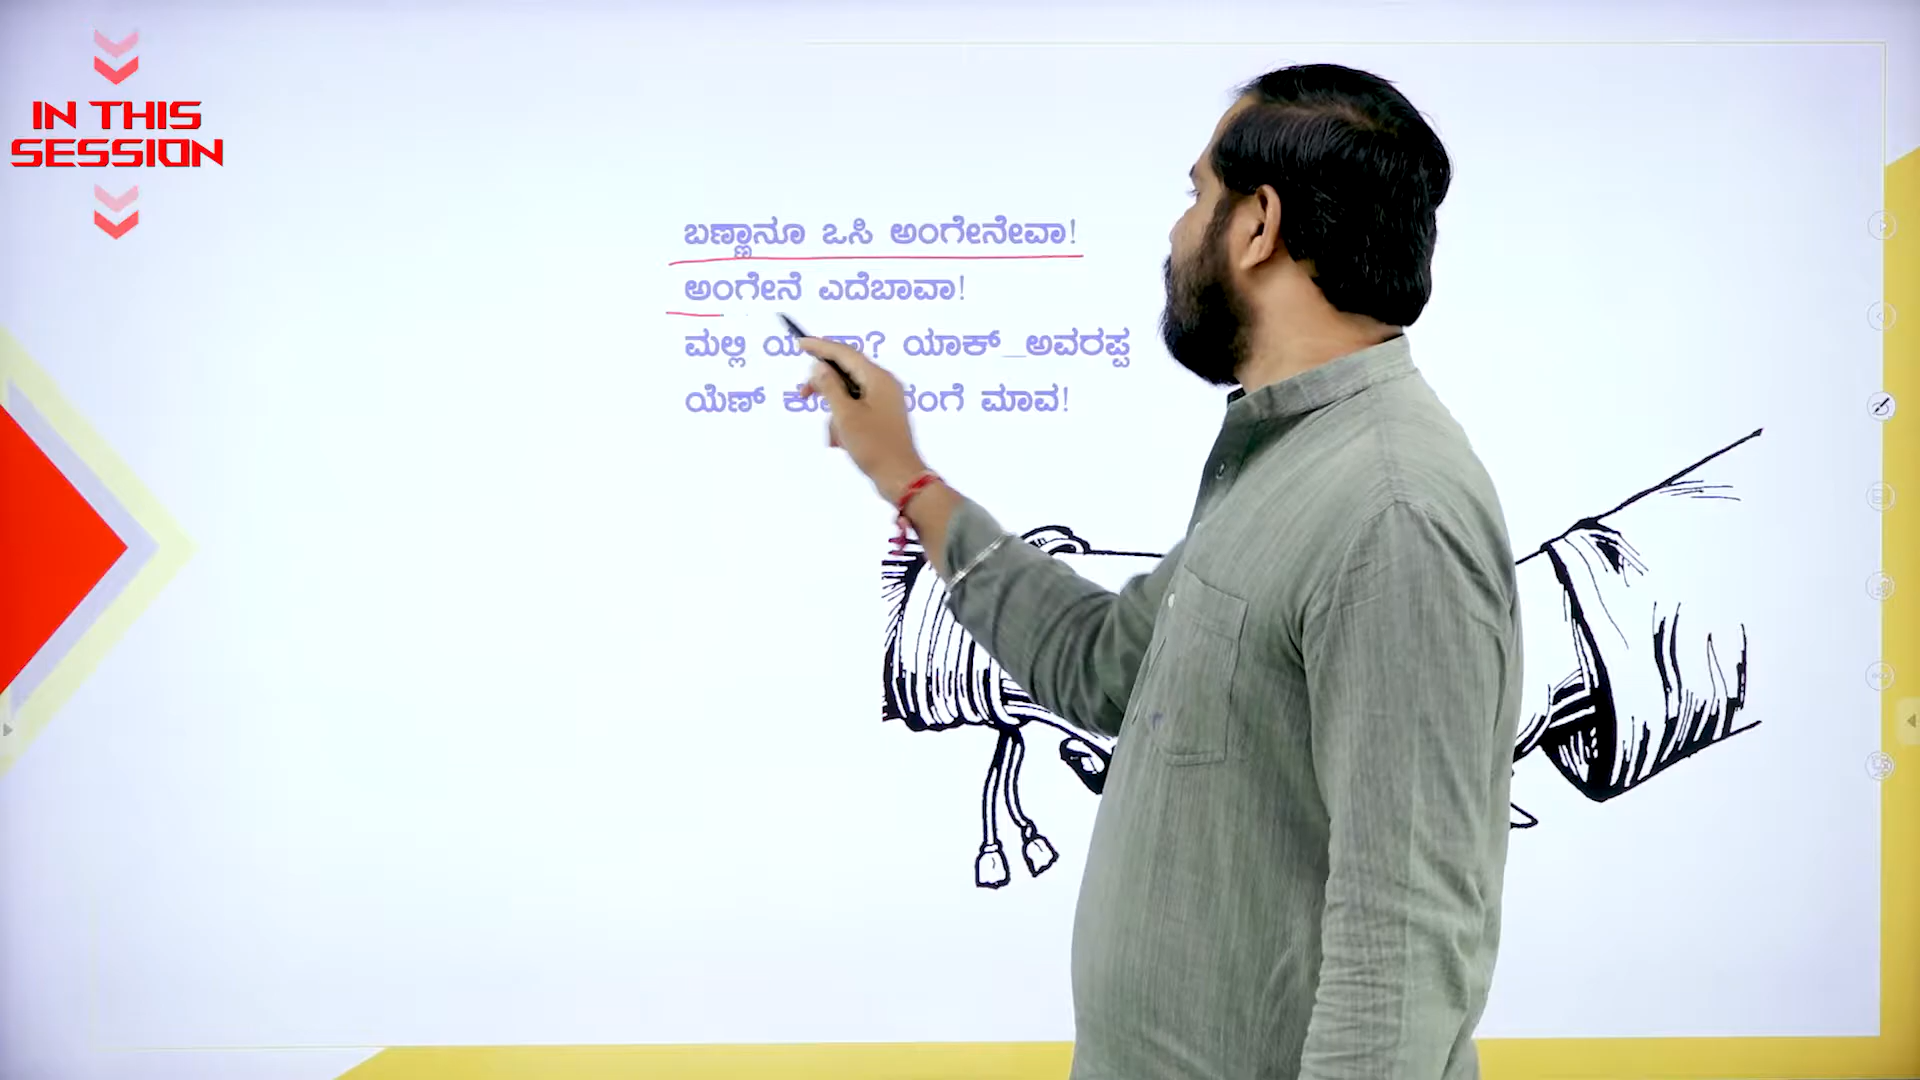 IN THIS
SESSION
ಬಣ್ಣಾನೂ ಒಸಿ ಅಂಗೇನೇವಾ!
ಅಂಗೇನೆ ಎದೆಬಾವಾ!
ಮಲ್ಲಿ ಯಾಕ್_ಅವರಪ್ಪ
ಯೆಣ್ ನಂಗೆ ಮಾವ!